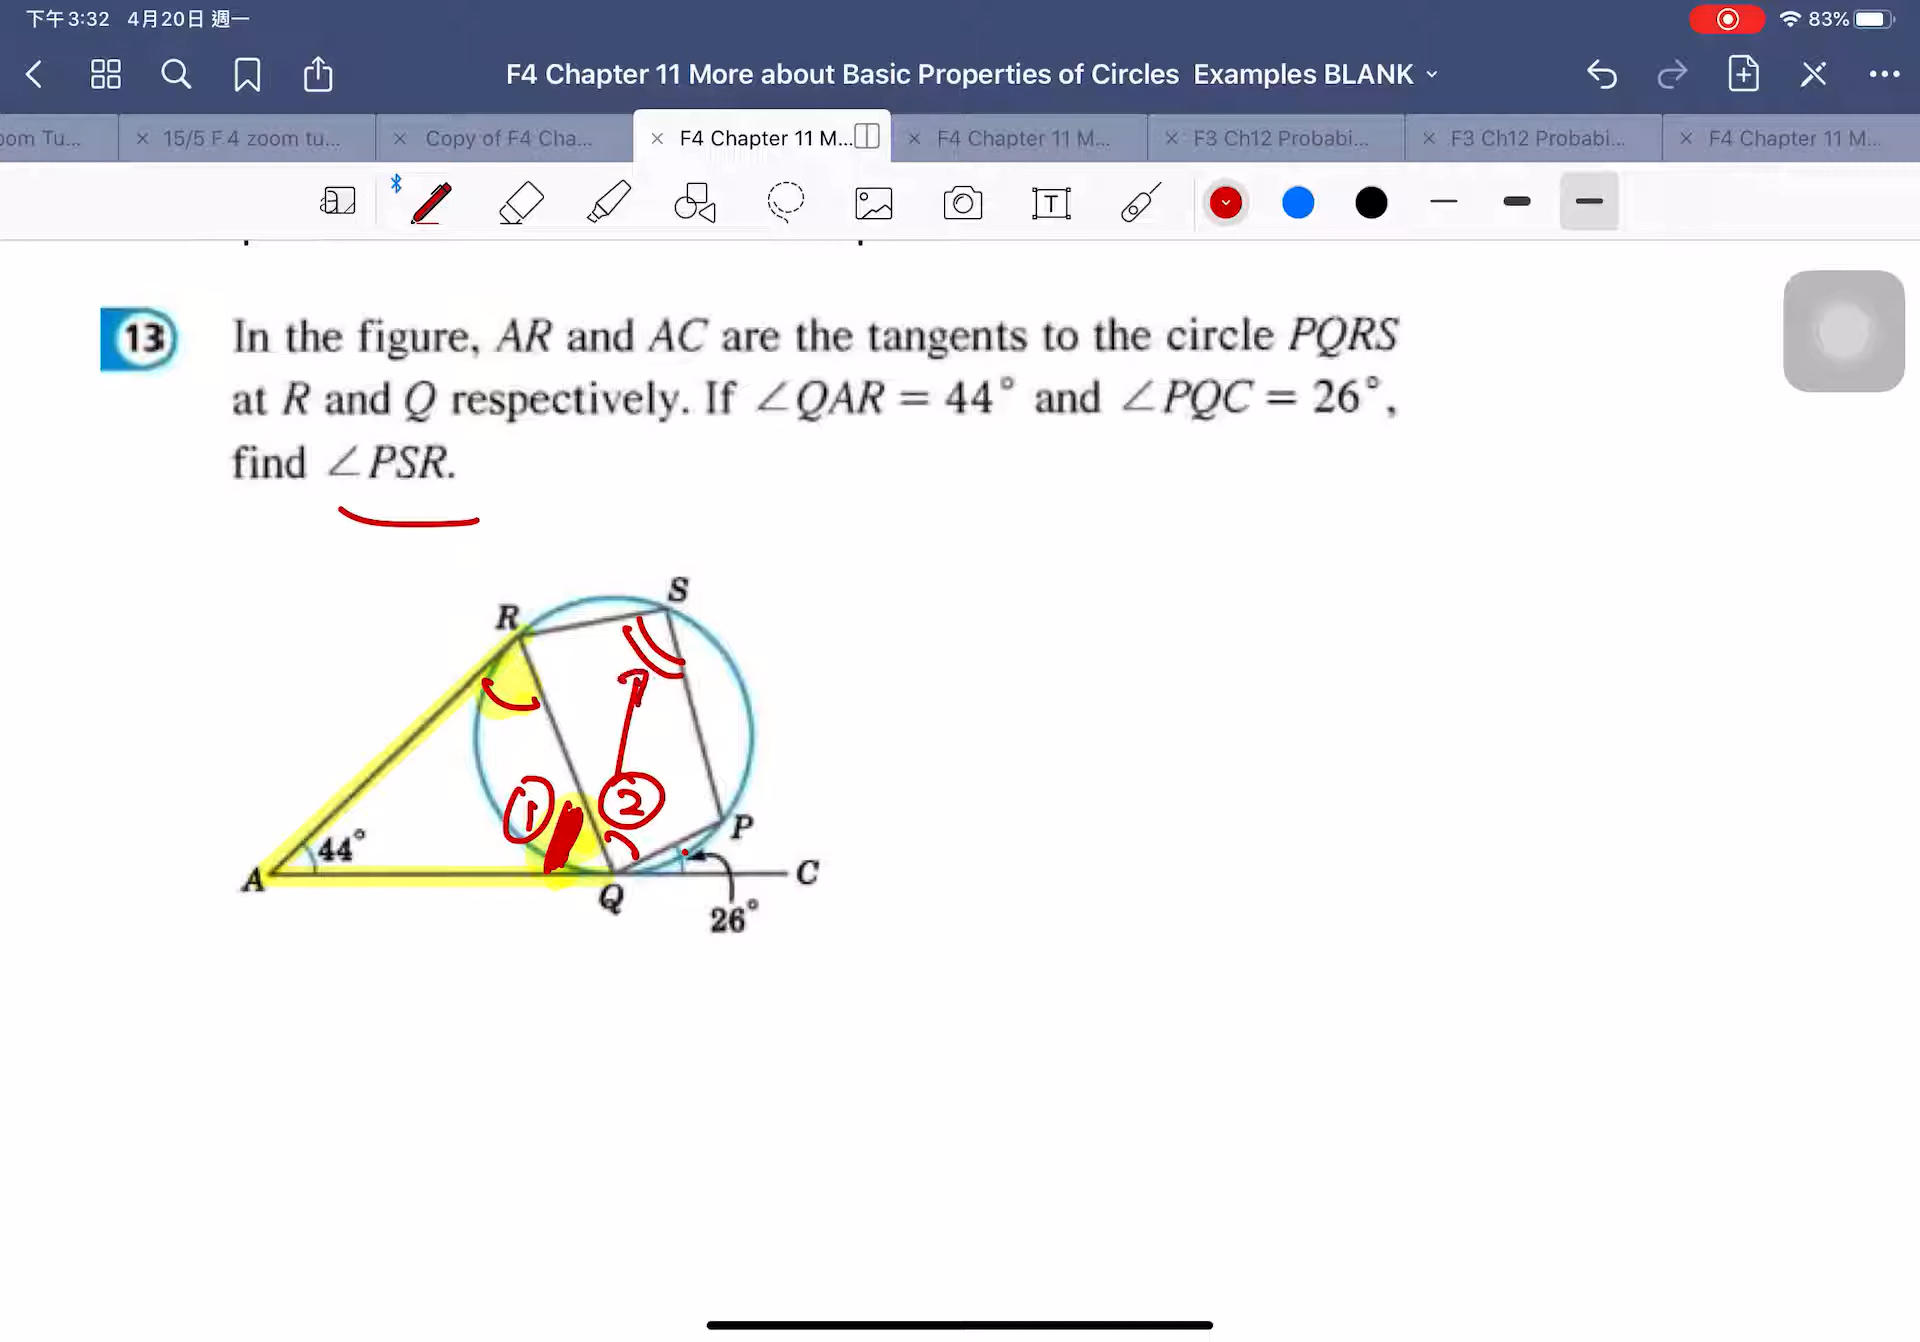 下午3:32 4月20日 週一
83%
F4 Chapter 11 More about Basic Properties of Circles Examples BLANK
oom Tu...
15/5 F4 zoom tu...
Copy of F4 Cha...
F4 Chapter 11 M...
F4 Chapter 11 M...
F3 Ch12 Probabi...
F3 Ch12 Probabi...
F4 Chapter 11 M...
a
T
13 In the figure, AR and AC are the tangents to the circle PQRS
at R and Q respectively. If ∠QAR = 44° and ∠PQC = 26°,
find ∠PSR.
S
R
1
2
P
44°
A
C
Q
26°